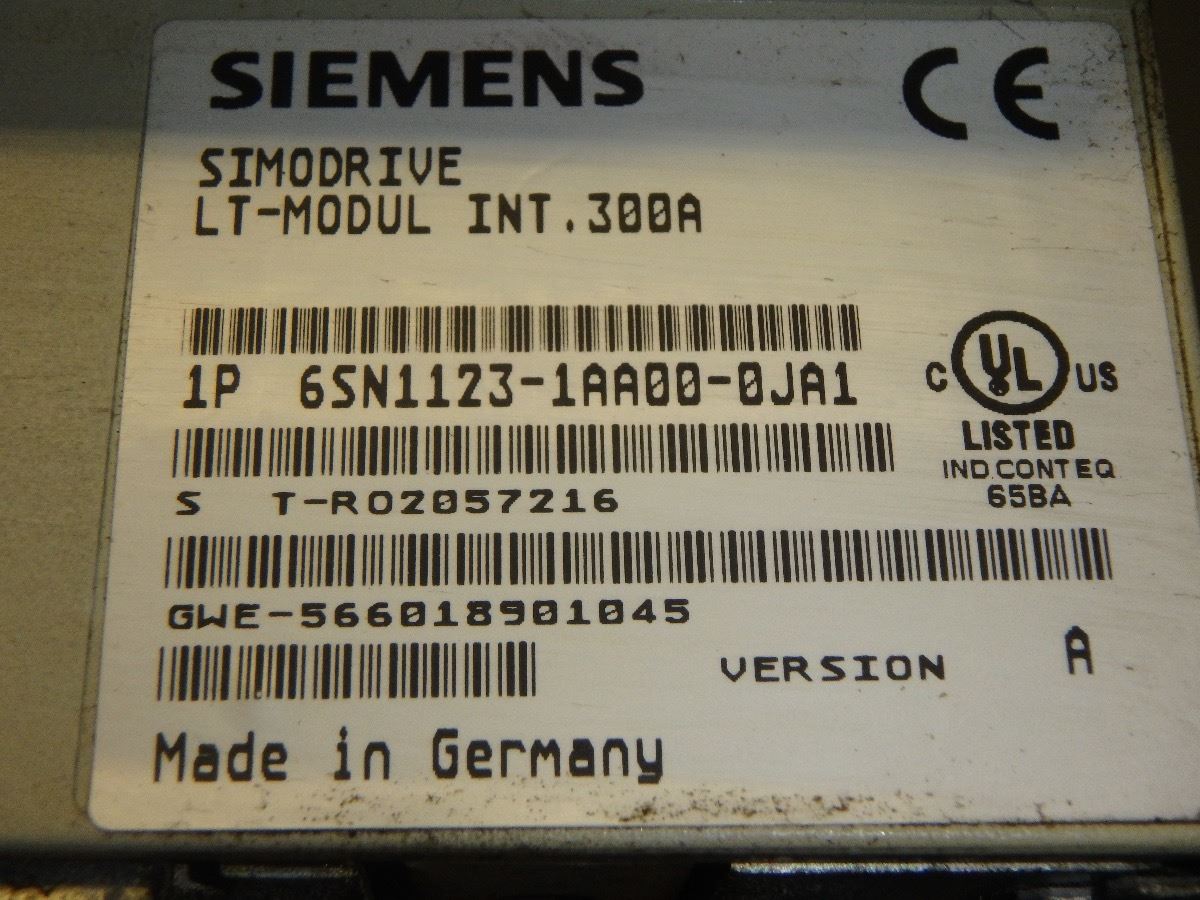 SIEMENS
CE
SIMODRIVE
LT-MODUL INT.300A
1P 6SN1123-1AA00-0JA1
C UL US
LISTED
IND.CONT EQ
65BA
S T-R02057216
GWE-566018901045
VERSION A
Made in Germany